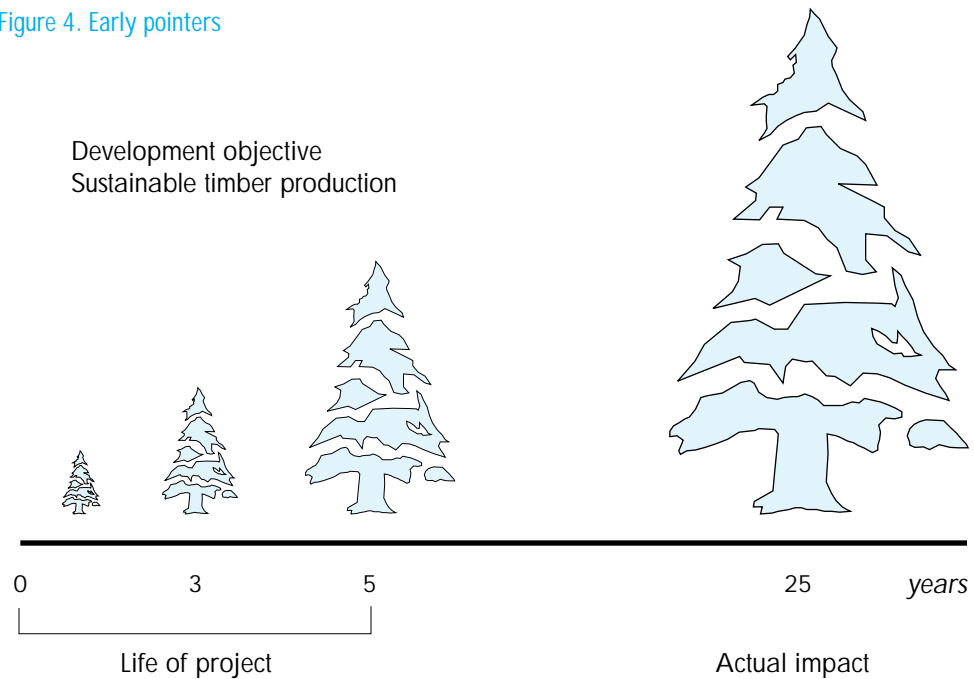 Figure 4. Early pointers
Development objective
Sustainable timber production
0 3 5 25 years
Life of project Actual impact